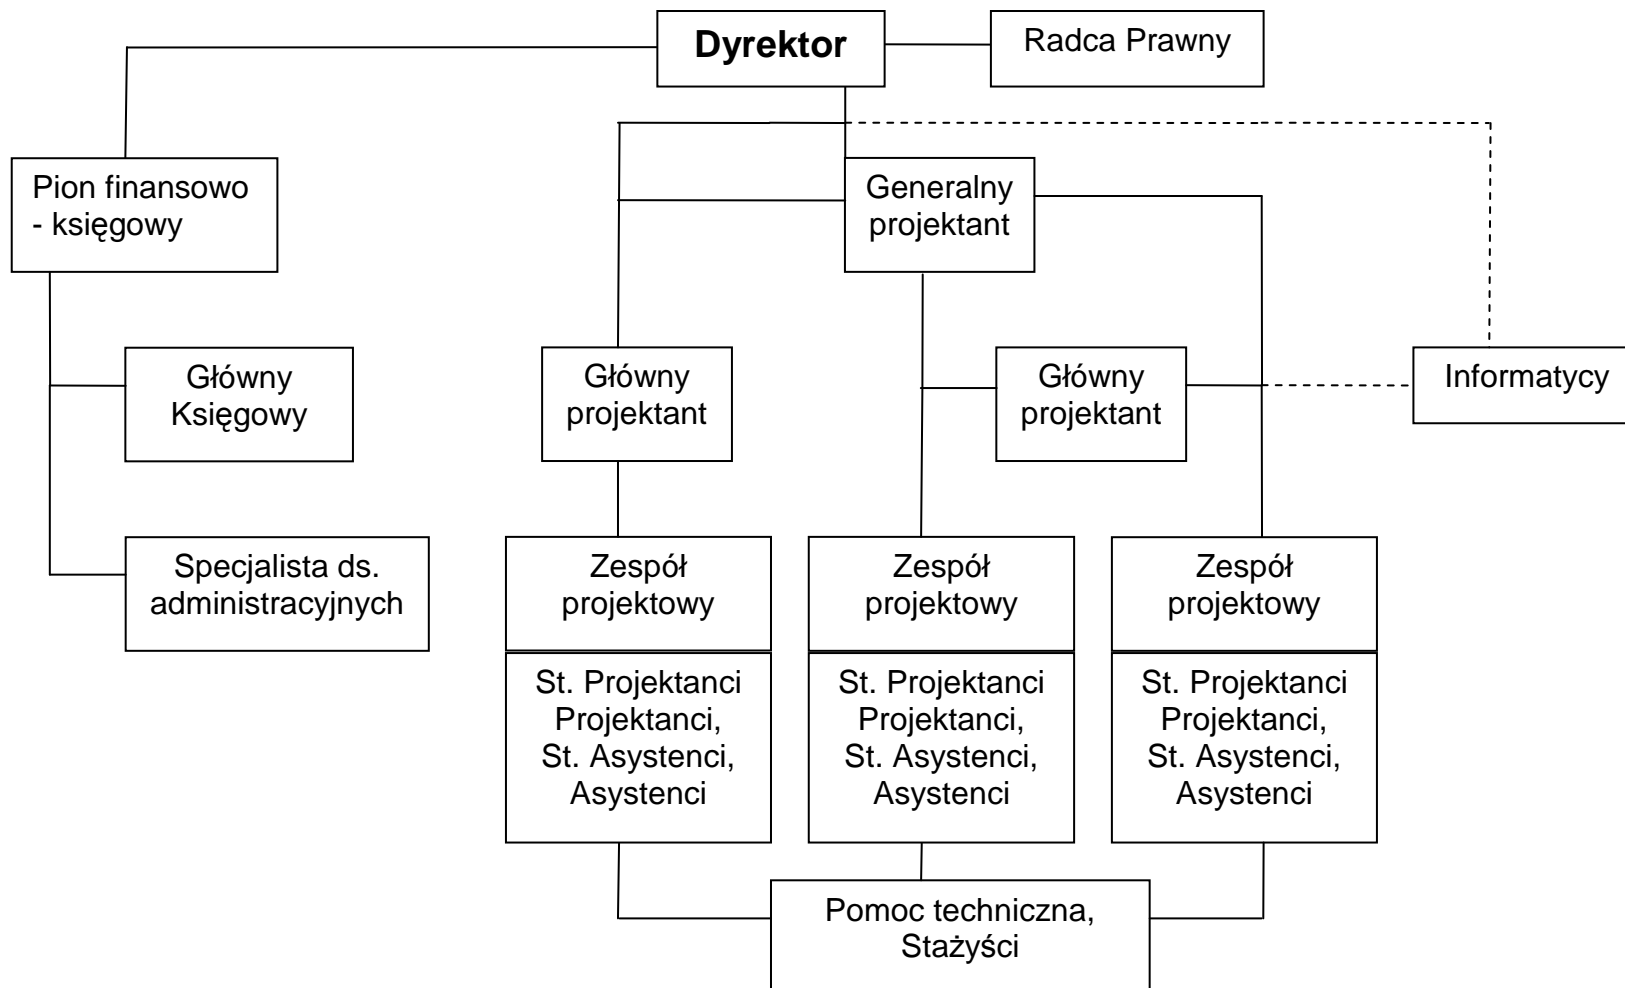 Dyrektor
Radca Prawny
Pion finansowo
- księgowy
Generalny
projektant
Główny
Księgowy
Główny
projektant
Główny
projektant
Informatycy
Specjalista ds.
administracyjnych
Zespół
projektowy
Zespół
projektowy
Zespół
projektowy
St. Projektanci
Projektanci,
St. Asystenci,
Asystenci
St. Projektanci
Projektanci,
St. Asystenci,
Asystenci
St. Projektanci
Projektanci,
St. Asystenci,
Asystenci
Pomoc techniczna,
Stażyści